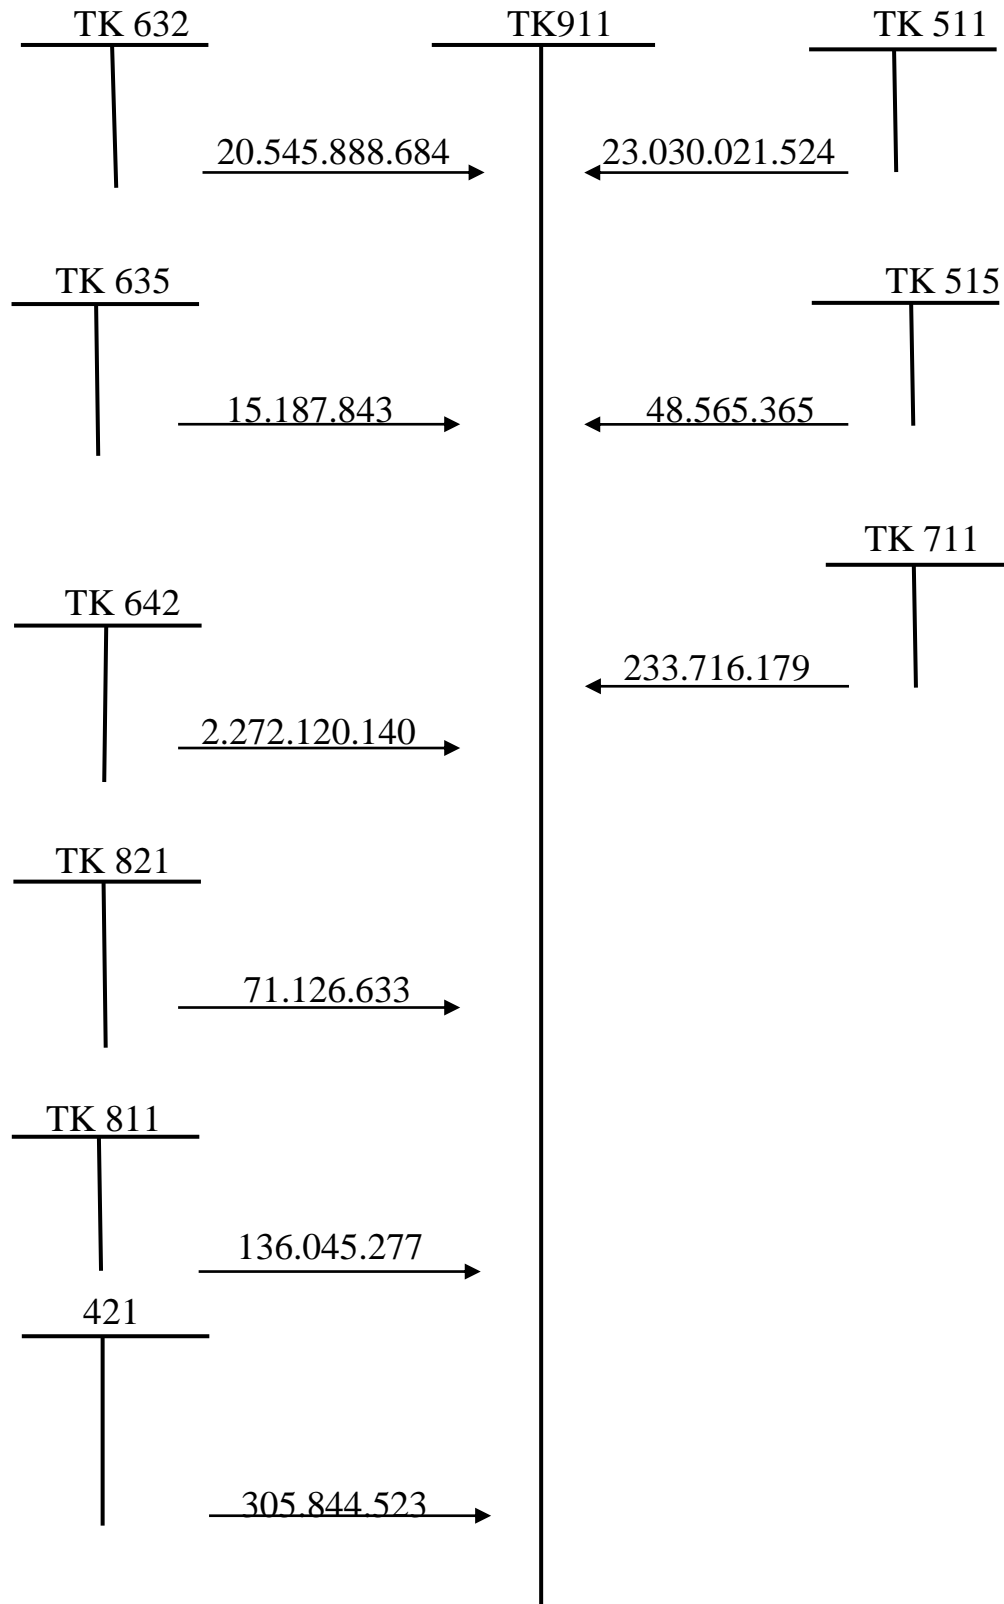 TK 632
TK911
TK 511
20.545.888.684
23.030.021.524
TK 635
TK 515
15.187.843
48.565.365
TK 711
TK 642
233.716.179
2.272.120.140
TK 821
71.126.633
TK 811
136.045.277
421
305.844.523